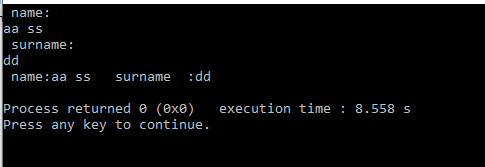 name:
aa ss
surname:
dd
name:aa ss   surname  :dd
Process returned 0 (0x0)   execution time : 8.558 s
Press any key to continue.